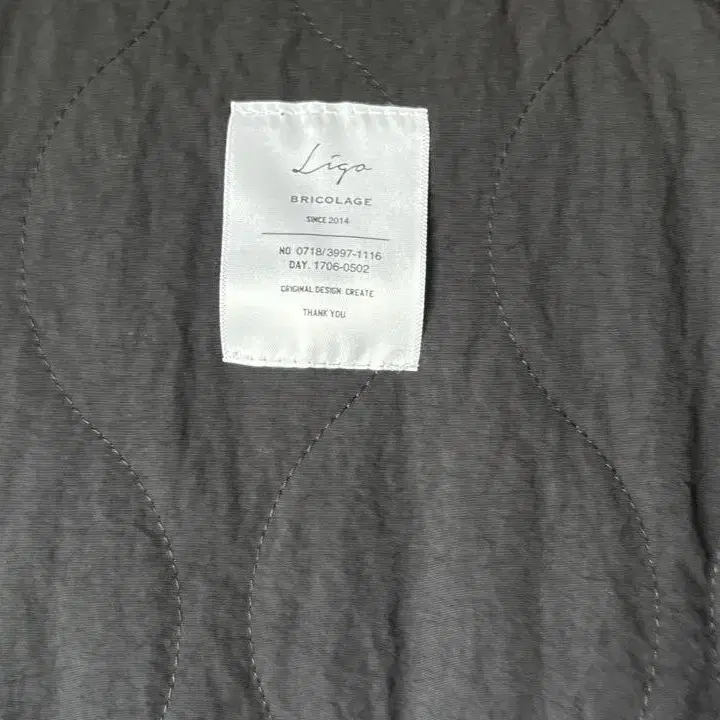 Ligo
BRICOLAGE
SINCE 2014
NO 0718/3997-1116
DAY. 1706-0502
ORIGINAL DESIGN. CREATE
THANK YOU